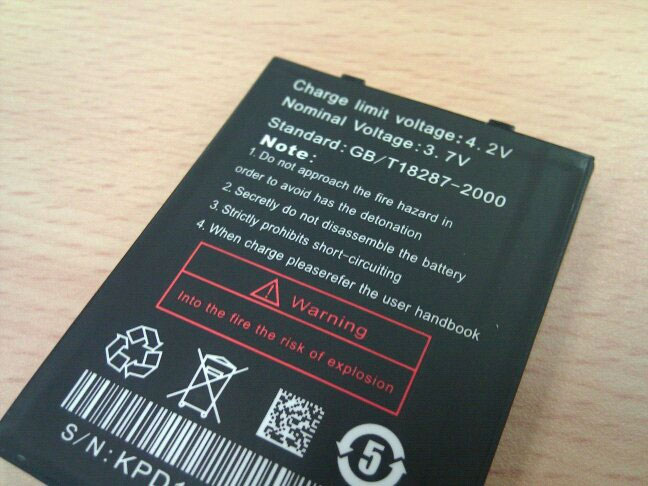 Charge limit voltage:4.2V
Nominal Voltage:3.7V
Standard:GB/T18287-2000
Note:
1. Do not approach the fire hazard in
order to avoid has the detonation
2. Secretly do not disassemble the battery
3. Strictly prohibits short-circuiting
4. When charge pleaserefer the user handbook
Warning
Into the fire the risk of explosion
5
S/N:KPD1